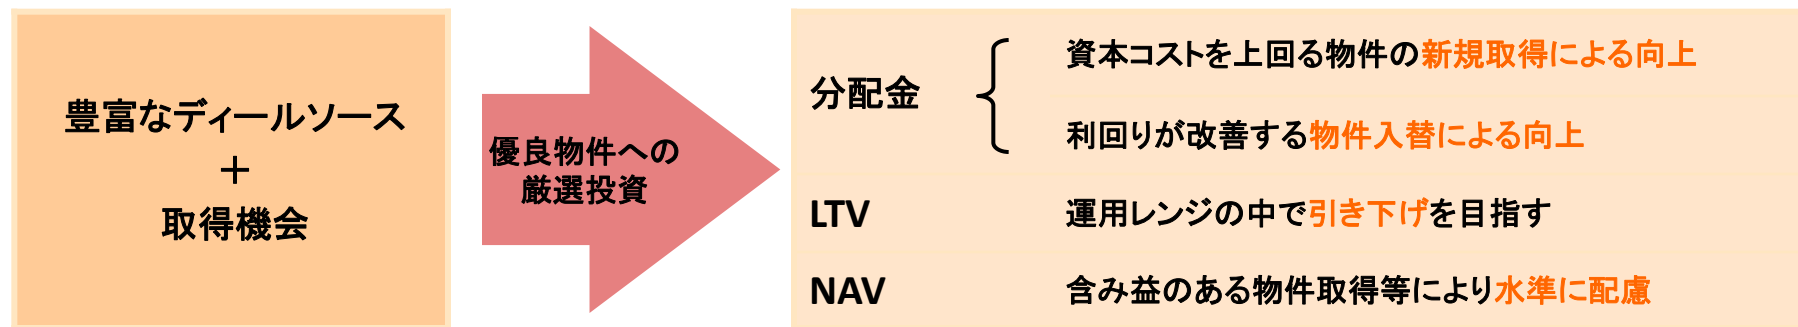 豊富なディールソース
＋
取得機会
優良物件への
厳選投資
分配金
資本コストを上回る物件の新規取得による向上
利回りが改善する物件入替による向上
LTV
運用レンジの中で引き下げを目指す
NAV
含み益のある物件取得等により水準に配慮